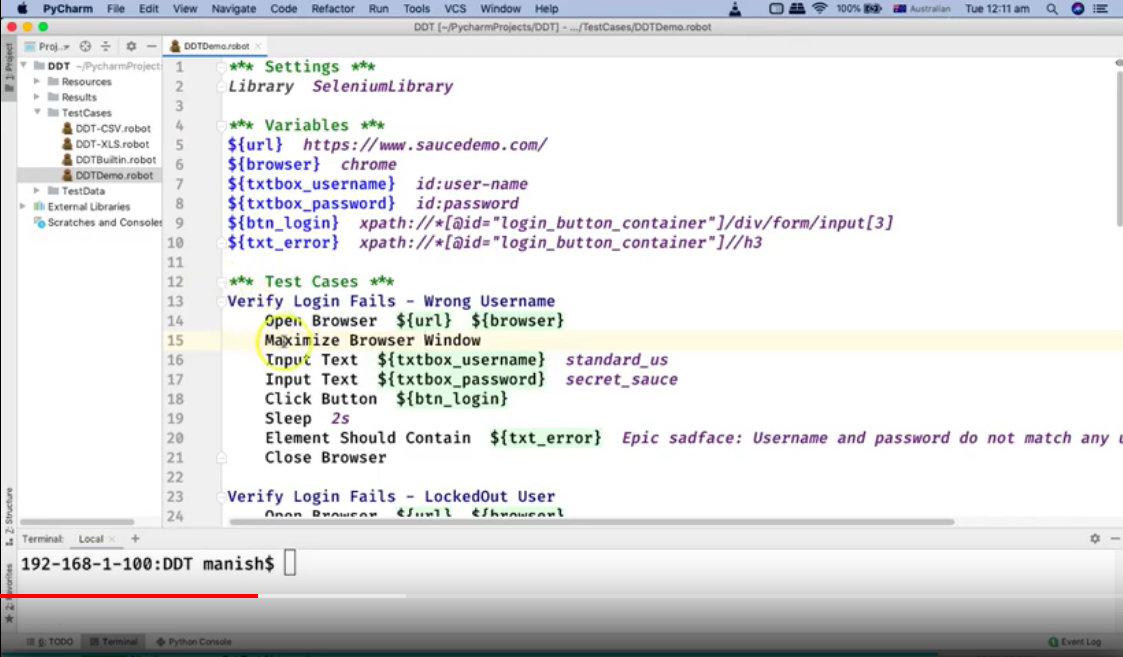 PyCharm File Edit View Navigate Code Refactor Run Tools VCS Window Help 100% Australian Tue 12:11 am
DDT [~/PycharmProjects/DDT] - .../TestCases/DDTDemo.robot
1: Project
Proj..
DDTDemo.robot
DDT ~/PycharmProject
Resources
Results
TestCases
DDT-CSV.robot
DDT-XLS.robot
DDTBuiltin.robot
DDTDemo.robot
TestData
External Libraries
Scratches and Consoles
1 *** Settings ***
2 Library SeleniumLibrary
3
4 *** Variables ***
5 ${url} https://www.saucedemo.com/
6 ${browser} chrome
7 ${txtbox_username} id:user-name
8 ${txtbox_password} id:password
9 ${btn_login} xpath://*[@id="login_button_container"]/div/form/input[3]
10 ${txt_error} xpath://*[@id="login_button_container"]//h3
11
12 *** Test Cases ***
13 Verify Login Fails - Wrong Username
14 Open Browser ${url} ${browser}
15 Maximize Browser Window
16 Input Text ${txtbox_username} standard_us
17 Input Text ${txtbox_password} secret_sauce
18 Click Button ${btn_login}
19 Sleep 2s
20 Element Should Contain ${txt_error} Epic sadface: Username and password do not match any u
21 Close Browser
22
23 Verify Login Fails - LockedOut User
24 Open Browser ${url} ${browser}
Z: Structure
2: Favorites
Terminal: Local +
192-168-1-100:DDT manish$
6: TODO Terminal Python Console Event Log